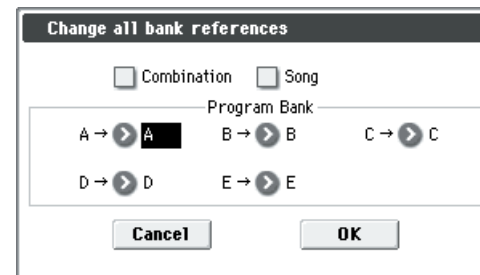 Change all bank references
Combination Song
Program Bank
A → A B → B C → C
D → D E → E
Cancel OK